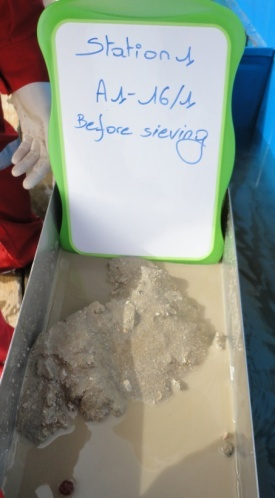 Station 1
A1-16/1
Before sieving